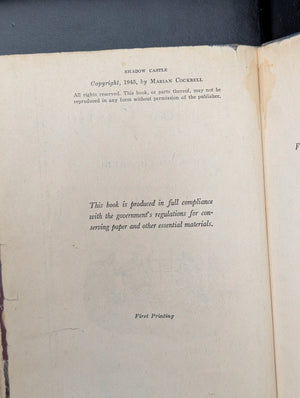 SHADOW CASTLE
Copyright, 1945, by Marian Cockrell
All rights reserved. This book, or parts thereof, may not be
reproduced in any form without permission of the publisher.
This book is produced in full compliance
with the government's regulations for con-
serving paper and other essential materials.
First Printing
F